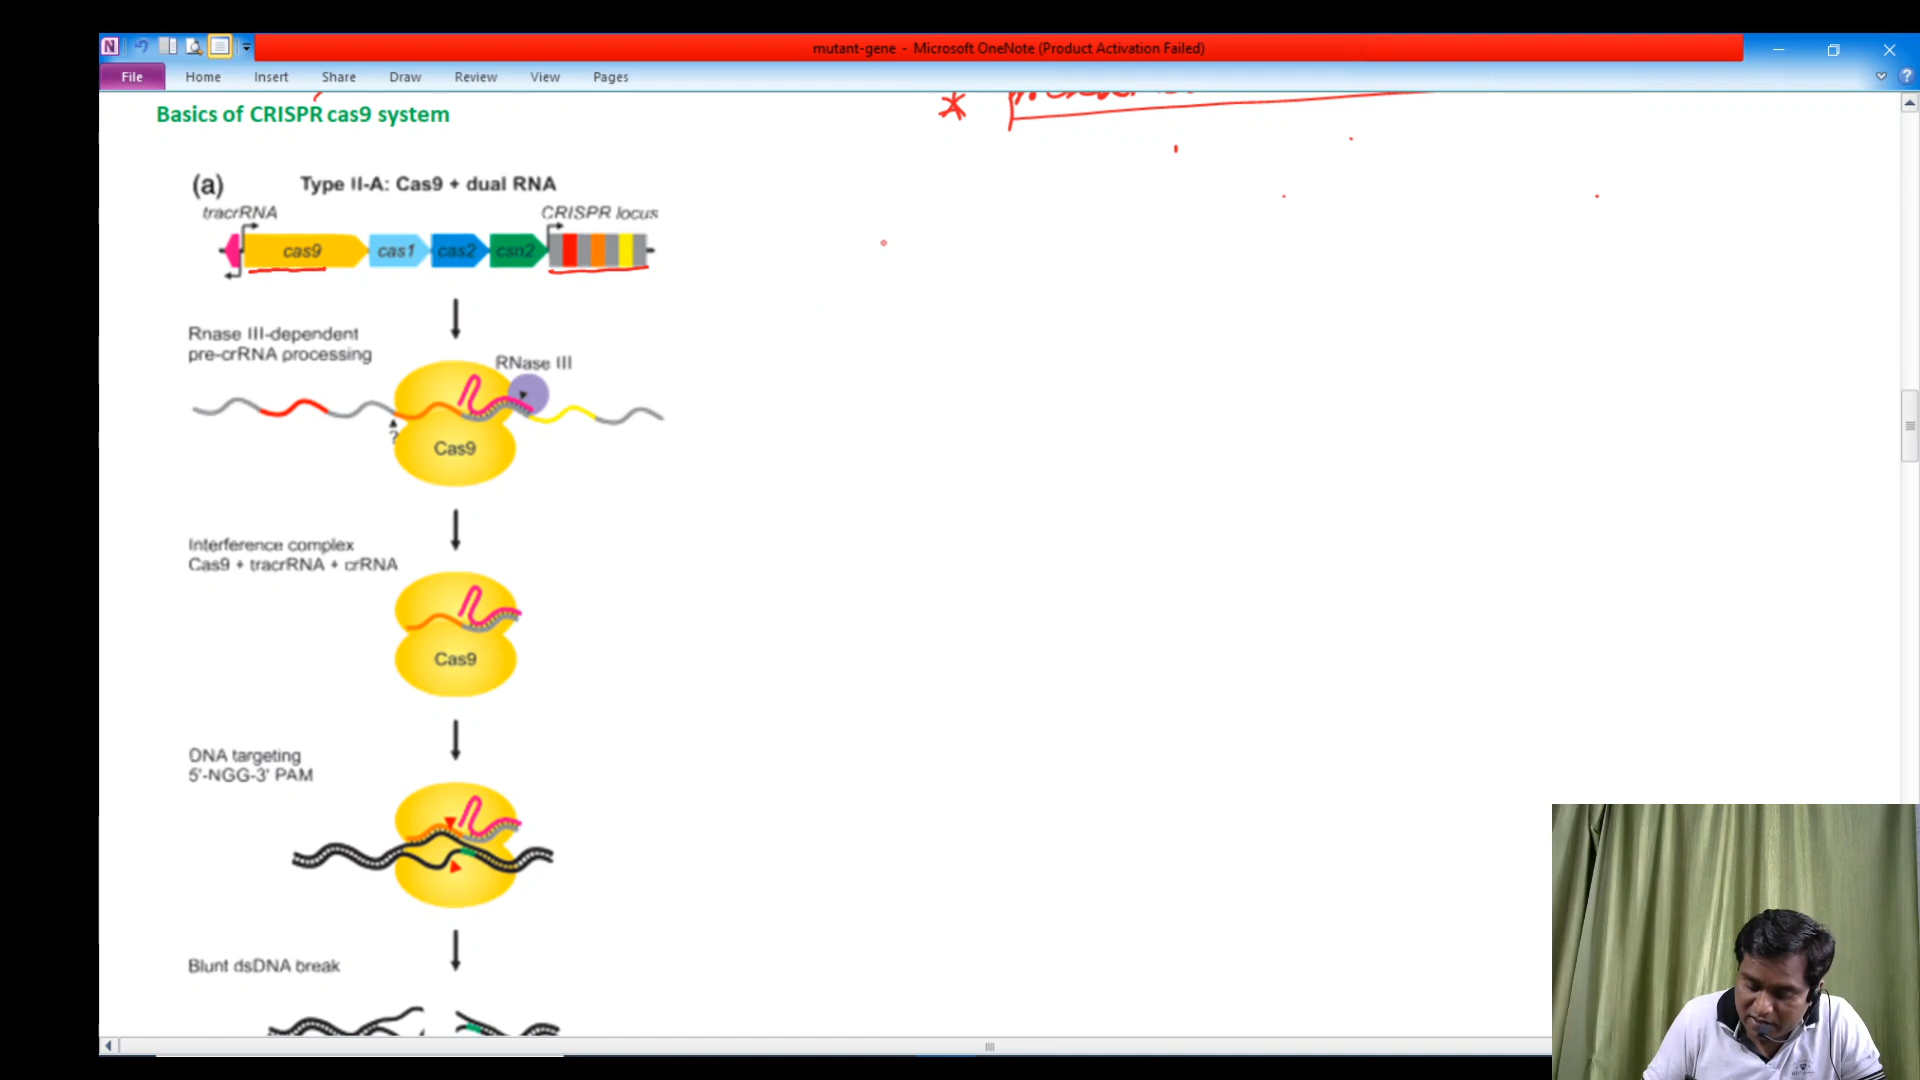 mutant-gene - Microsoft OneNote (Product Activation Failed)
File Home Insert Share Draw Review View Pages
Basics of CRISPR cas9 system
(a) Type II-A: Cas9 + dual RNA
tracrRNA CRISPR locus
cas9 cas1 cas2 csn2
Rnase III-dependent
pre-crRNA processing
RNase III
?
Cas9
Interference complex
Cas9 + tracrRNA + crRNA
Cas9
DNA targeting
5'-NGG-3' PAM
Blunt dsDNA break